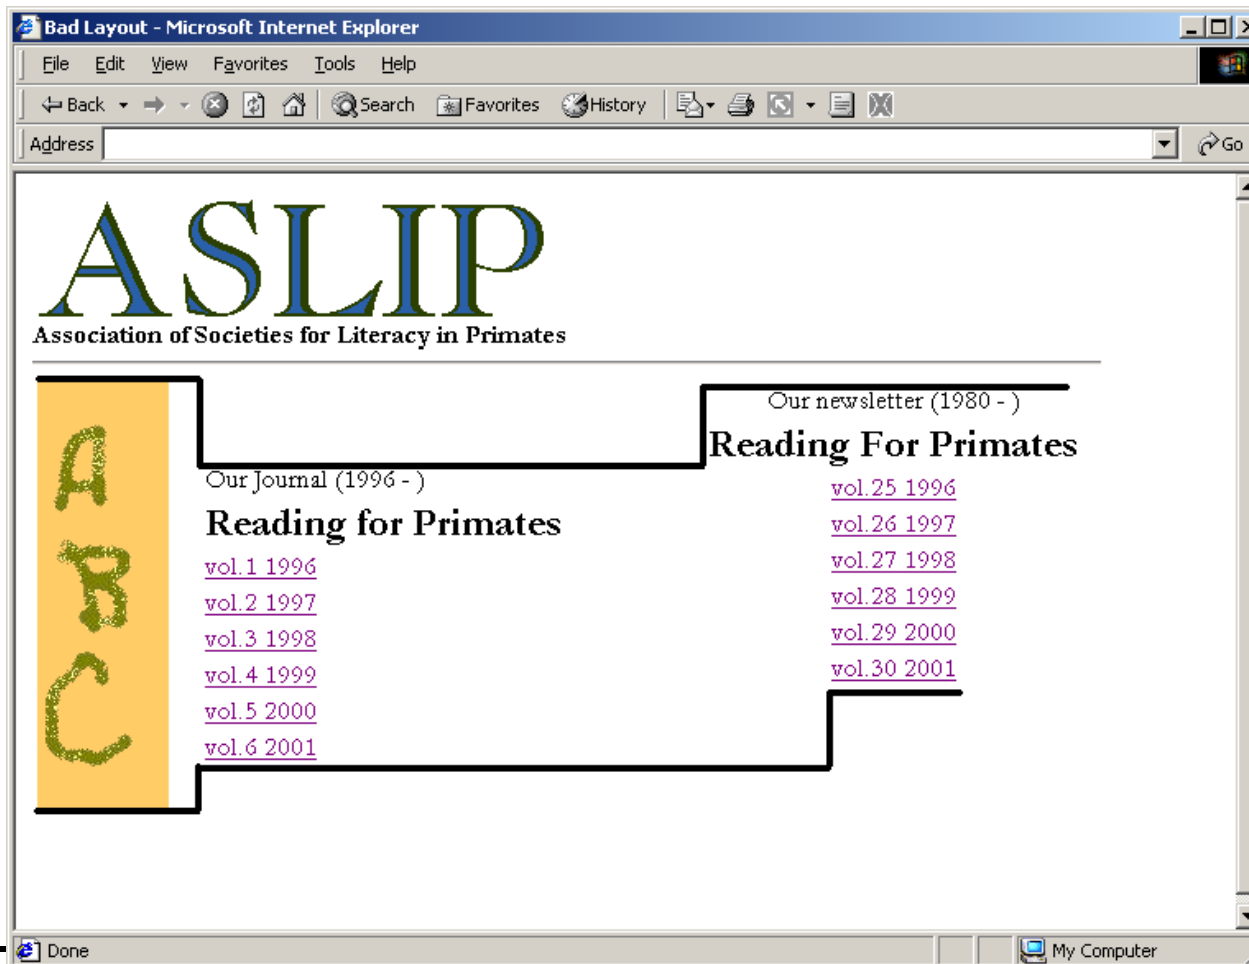 Bad Layout - Microsoft Internet Explorer
File Edit View Favorites Tools Help
Back Search Favorites History
Address Go
ASLIP
Association of Societies for Literacy in Primates
A
B
C
Our Journal (1996 - )
Reading for Primates
vol.1 1996
vol.2 1997
vol.3 1998
vol.4 1999
vol.5 2000
vol.6 2001
Our newsletter (1980 - )
Reading For Primates
vol.25 1996
vol.26 1997
vol.27 1998
vol.28 1999
vol.29 2000
vol.30 2001
Done My Computer